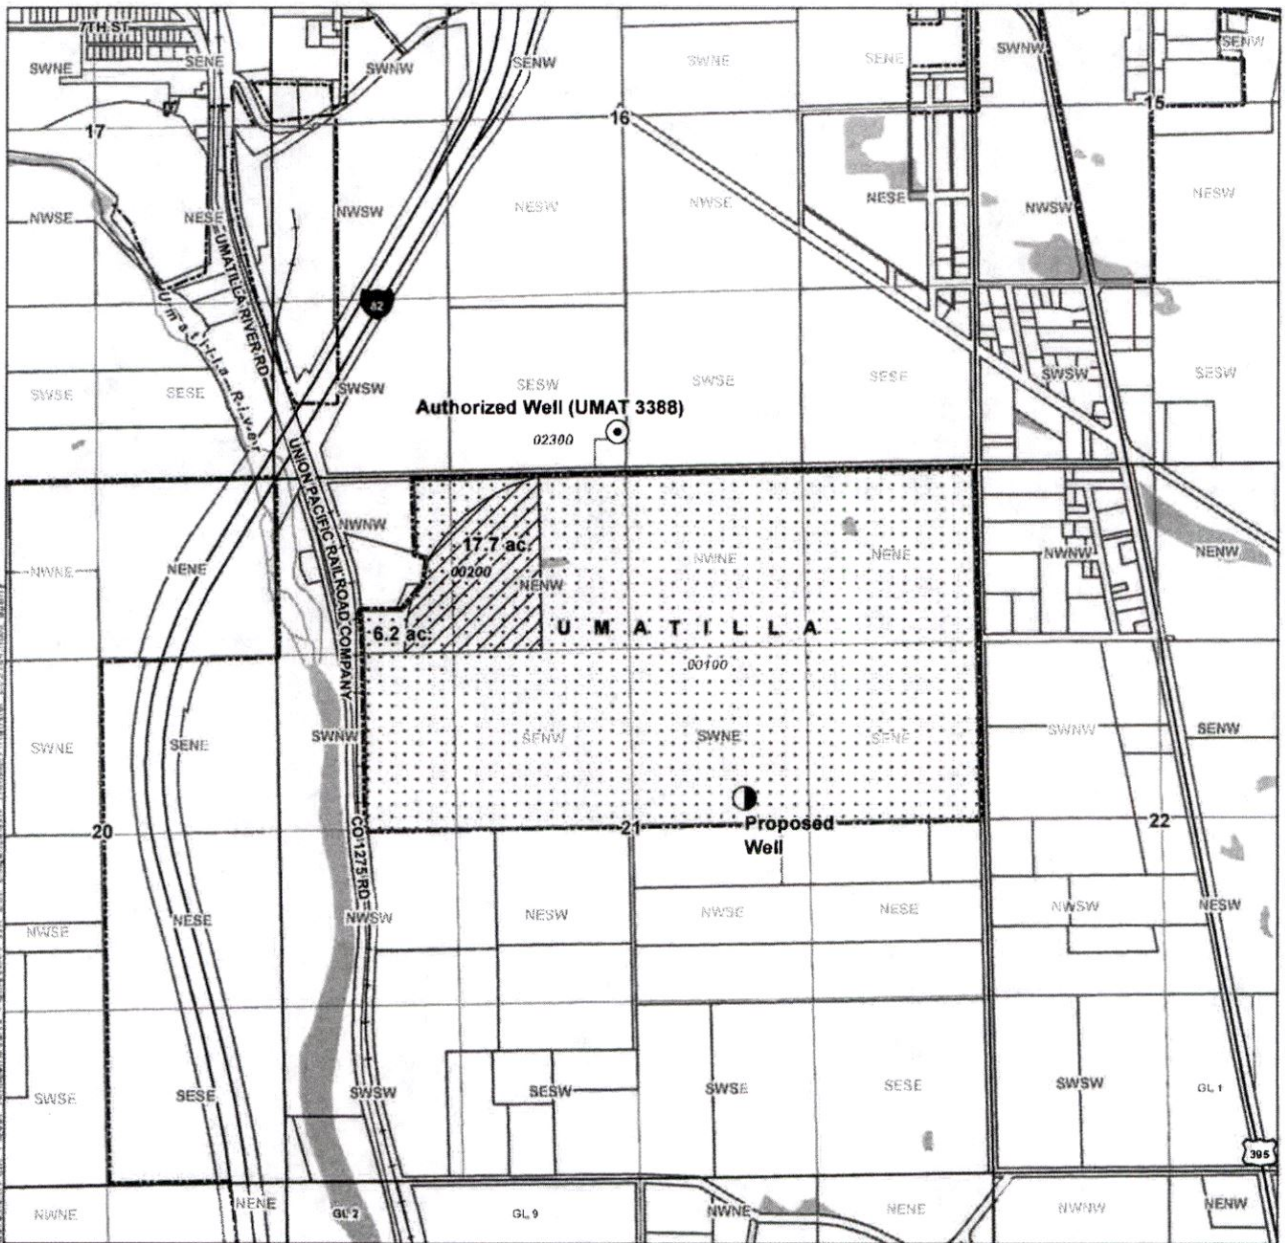 7TH ST
SWNE
SENE
SWNW
SENW
SWNE
SENE
SWNW
SENW
17
16
15
NWSE
NESE
NWSW
NESW
NWSE
NESE
NWSW
NESW
UMATILLA RIVER RD
Umatilla River
82
SWSE
SESE
SWSW
SESW
SWSE
SESE
SWSW
SESW
Authorized Well (UMAT 3388)
02300
UNION PACIFIC RAILROAD COMPANY
NWNE
NENE
NWNW
17.7 ac.
00200
NENW
NWNE
NENE
NWNW
NENW
6.2 ac.
UMATILLA
00100
SWNE
SENE
SWNW
SENW
SWNE
SENE
SWNW
SENW
20
CO 1275 RD
21
Proposed
Well
22
NWSE
NESE
NWSW
NESW
NWSE
NESE
NWSW
NESW
SWSE
SESE
SWSW
SESW
SWSE
SESE
SWSW
GL 1
395
NWNE
NENE
GL 2
GL 9
NWNE
NENE
NWNW
NENW